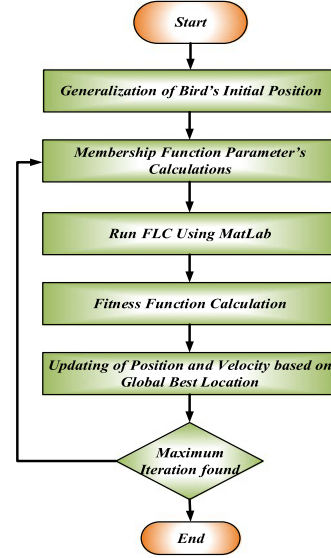 Start
Generalization of Bird's Initial Position
Membership Function Parameter's
Calculations
Run FLC Using MatLab
Fitness Function Calculation
Updating of Position and Velocity based on
Global Best Location
Maximum
Iteration found
End